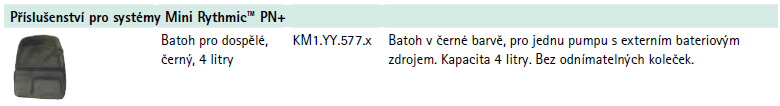 Příslušenství pro systémy Mini Rythmic™ PN+
Batoh pro dospělé, KM1.YY.577.x Batoh v černé barvě, pro jednu pumpu s externím bateriovým
černý, 4 litry zdrojem. Kapacita 4 litry. Bez odnímatelných koleček.